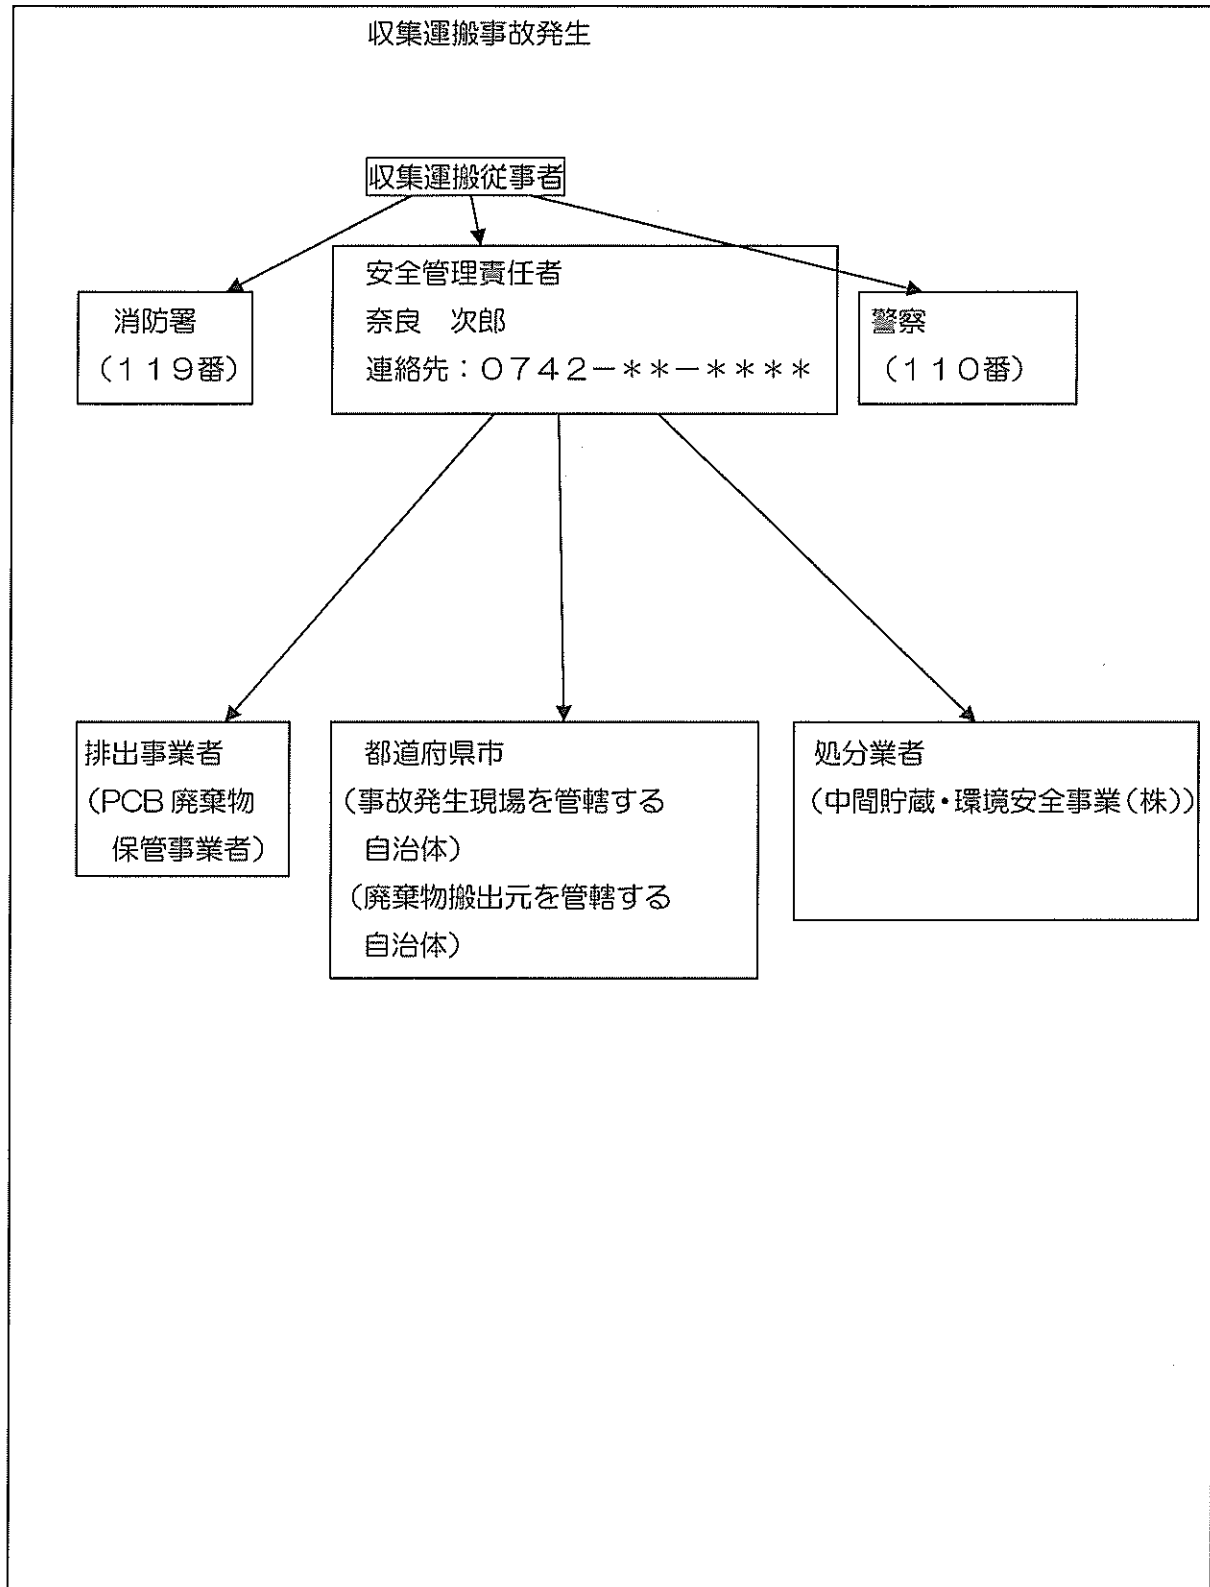 収集運搬事故発生
収集運搬従事者
消防署
(119番)
安全管理責任者
奈良　次郎
連絡先：0742－＊＊－＊＊＊＊
警察
(110番)
排出事業者
(PCB 廃棄物
保管事業者)
都道府県市
(事故発生現場を管轄する
自治体)
(廃棄物搬出元を管轄する
自治体)
処分業者
(中間貯蔵・環境安全事業(株))